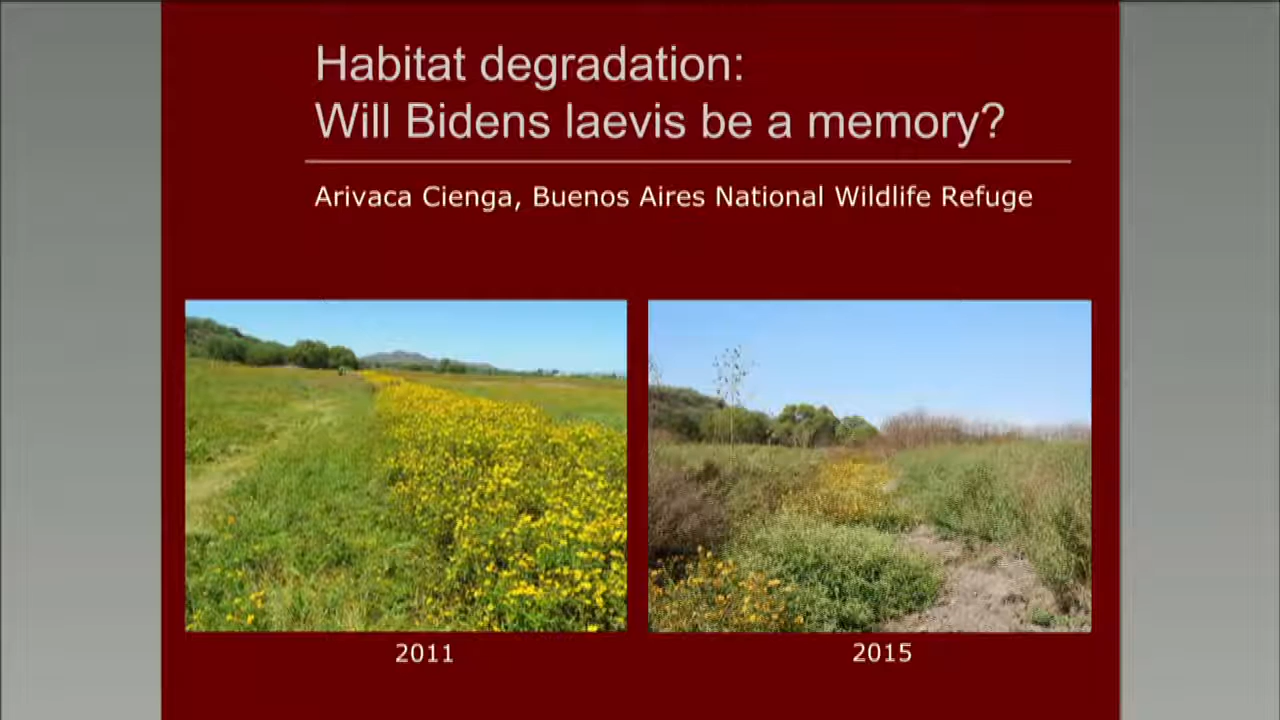 Habitat degradation:
Will Bidens laevis be a memory?
Arivaca Cienga, Buenos Aires National Wildlife Refuge
2011
2015